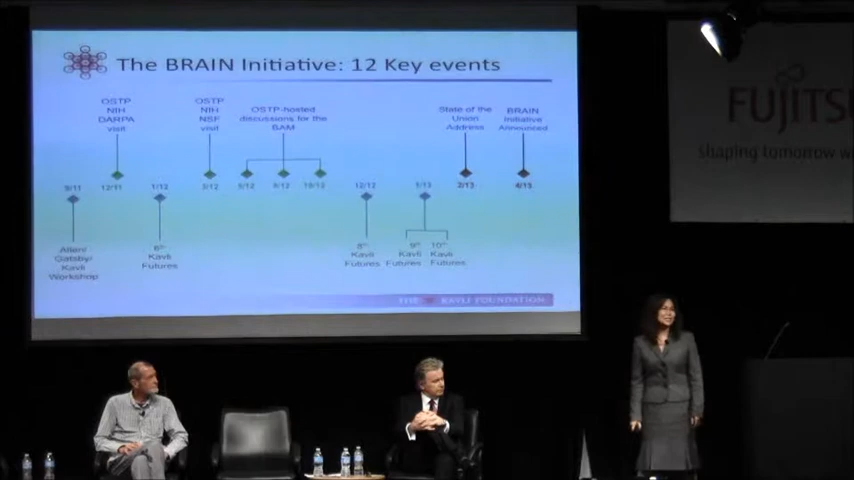 The BRAIN Initiative: 12 Key events
OSTP
NIH
DARPA
visit
OSTP
NIH
NSF
visit
OSTP-hosted
discussions for the
BAM
State of the
Union
Address
BRAIN
Initiative
Announced
9/11
12/11
1/12
3/12
5/12
9/12
10/12
12/12
1/13
2/13
4/13
Allen/
Gatsby/
Kavli
Workshop
6th
Kavli
Futures
8th
Kavli
Futures
9th
Kavli
Futures
10th
Kavli
Futures
THE KAVLI FOUNDATION
FUJITSU
shaping tomorrow w